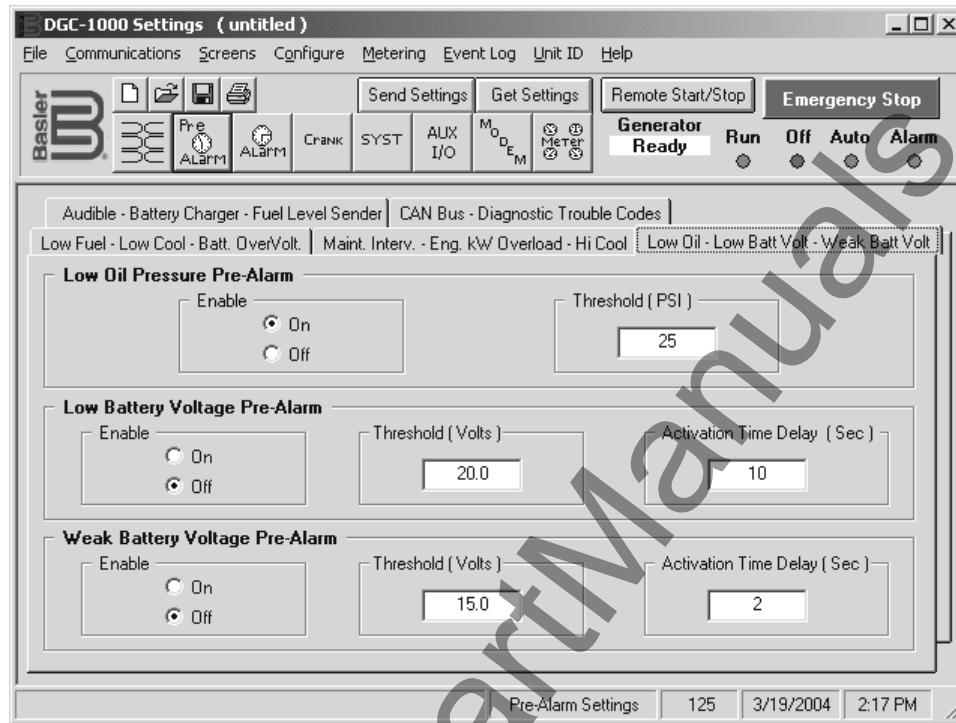 DGC-1000 Settings ( untitled )
File Communications Screens Configure Metering Event Log Unit ID Help
Basler
Send Settings Get Settings Remote Start/Stop Emergency Stop
Pre ALarm ALarm Crank SYST AUX I/O MODEM Meter
Generator Ready Run Off Auto Alarm
Audible - Battery Charger - Fuel Level Sender CAN Bus - Diagnostic Trouble Codes
Low Fuel - Low Cool - Batt. OverVolt. Maint. Interv. - Eng. kW Overload - Hi Cool Low Oil - Low Batt Volt - Weak Batt Volt
Low Oil Pressure Pre-Alarm
Enable Threshold ( PSI )
On
25
Off
Low Battery Voltage Pre-Alarm
Enable Threshold ( Volts ) Activation Time Delay ( Sec )
On
20.0 10
Off
Weak Battery Voltage Pre-Alarm
Enable Threshold ( Volts ) Activation Time Delay ( Sec )
On
15.0 2
Off
Pre-Alarm Settings 125 3/19/2004 2:17 PM
artManuals